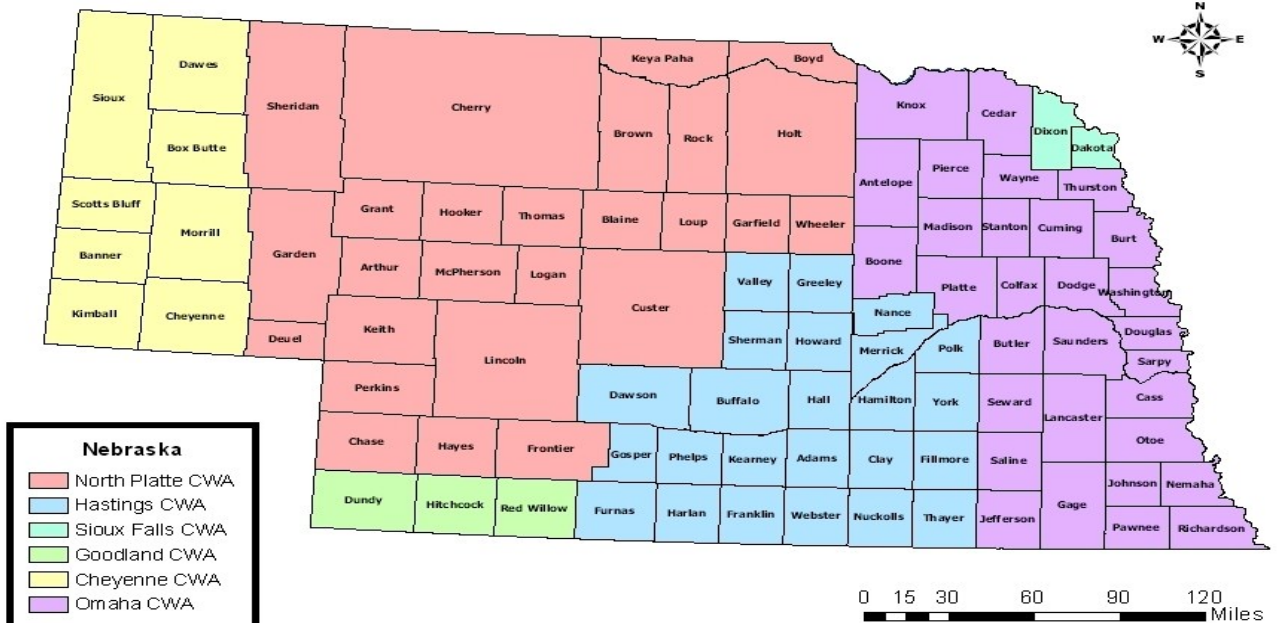 N
W E
S
Keya Paha
Boyd
Dawes
Sioux
Sheridan
Cherry
Knox
Cedar
Brown
Rock
Holt
Dixon
Box Butte
Dakota
Pierce
Wayne
Antelope
Thurston
Scotts Bluff
Grant
Hooker
Thomas
Blaine
Loup
Garfield
Wheeler
Madison
Stanton
Cuming
Morrill
Burt
Banner
Garden
Arthur
McPherson
Logan
Boone
Valley
Greeley
Platte
Colfax
Dodge
Washington
Custer
Kimball
Cheyenne
Nance
Keith
Deuel
Sherman
Howard
Merrick
Polk
Butler
Saunders
Douglas
Lincoln
Sarpy
Perkins
Dawson
Buffalo
Hall
Hamilton
York
Seward
Cass
Lancaster
Chase
Hayes
Frontier
Gosper
Phelps
Kearney
Adams
Clay
Fillmore
Saline
Otoe
Dundy
Hitchcock
Red Willow
Furnas
Harlan
Franklin
Webster
Nuckolls
Thayer
Jefferson
Gage
Johnson
Nemaha
Pawnee
Richardson
Nebraska
North Platte CWA
Hastings CWA
Sioux Falls CWA
Goodland CWA
Cheyenne CWA
Omaha CWA
0 15 30 60 90 120
Miles